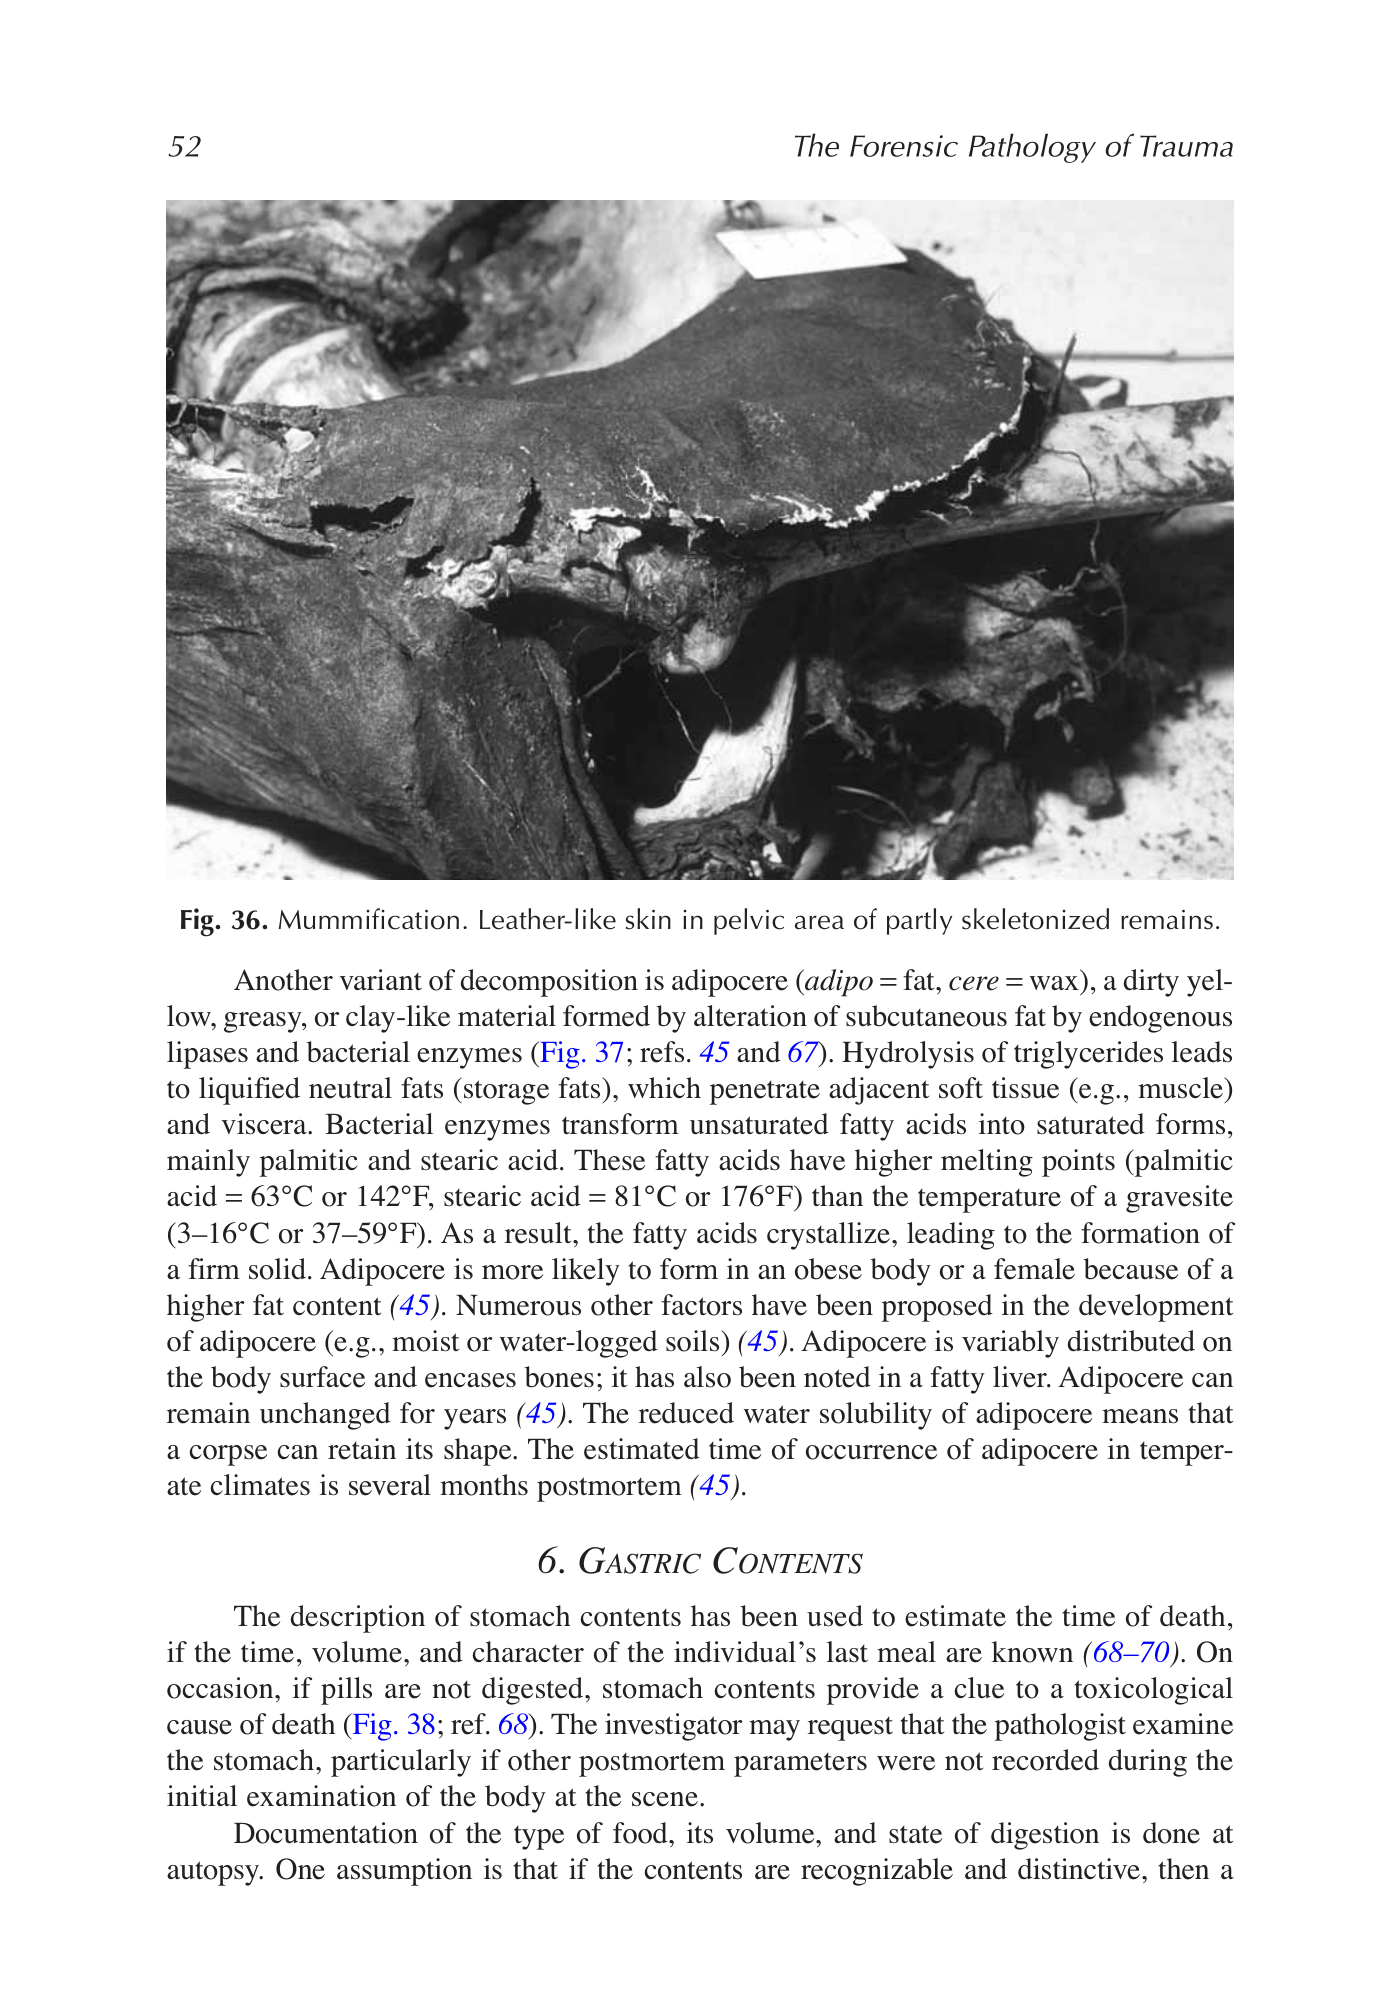 52 The Forensic Pathology of Trauma
Fig. 36. Mummification. Leather-like skin in pelvic area of partly skeletonized remains.
Another variant of decomposition is adipocere (adipo = fat, cere = wax), a dirty yel-
low, greasy, or clay-like material formed by alteration of subcutaneous fat by endogenous
lipases and bacterial enzymes (Fig. 37; refs. 45 and 67). Hydrolysis of triglycerides leads
to liquified neutral fats (storage fats), which penetrate adjacent soft tissue (e.g., muscle)
and viscera. Bacterial enzymes transform unsaturated fatty acids into saturated forms,
mainly palmitic and stearic acid. These fatty acids have higher melting points (palmitic
acid = 63°C or 142°F, stearic acid = 81°C or 176°F) than the temperature of a gravesite
(3–16°C or 37–59°F). As a result, the fatty acids crystallize, leading to the formation of
a firm solid. Adipocere is more likely to form in an obese body or a female because of a
higher fat content (45). Numerous other factors have been proposed in the development
of adipocere (e.g., moist or water-logged soils) (45). Adipocere is variably distributed on
the body surface and encases bones; it has also been noted in a fatty liver. Adipocere can
remain unchanged for years (45). The reduced water solubility of adipocere means that
a corpse can retain its shape. The estimated time of occurrence of adipocere in temper-
ate climates is several months postmortem (45).
6. GASTRIC CONTENTS
The description of stomach contents has been used to estimate the time of death,
if the time, volume, and character of the individual’s last meal are known (68–70). On
occasion, if pills are not digested, stomach contents provide a clue to a toxicological
cause of death (Fig. 38; ref. 68). The investigator may request that the pathologist examine
the stomach, particularly if other postmortem parameters were not recorded during the
initial examination of the body at the scene.
Documentation of the type of food, its volume, and state of digestion is done at
autopsy. One assumption is that if the contents are recognizable and distinctive, then a